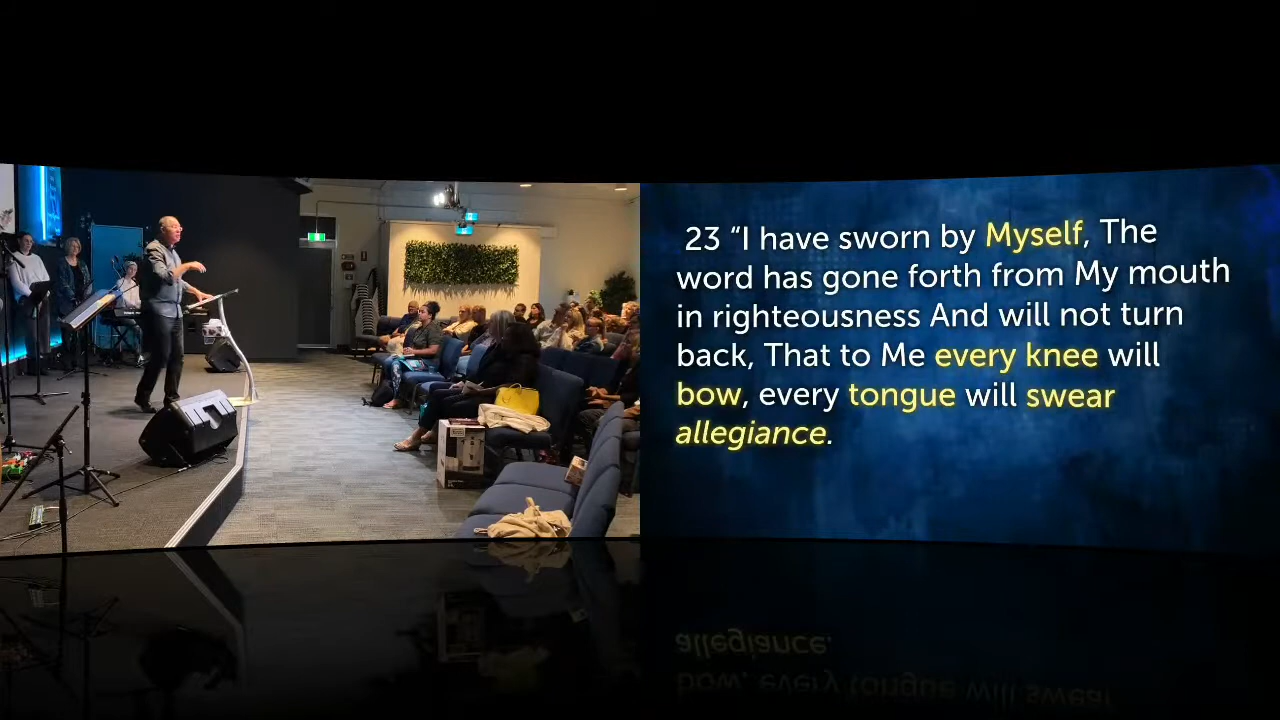 23 “I have sworn by Myself, The
word has gone forth from My mouth
in righteousness And will not turn
back, That to Me every knee will
bow, every tongue will swear
allegiance.